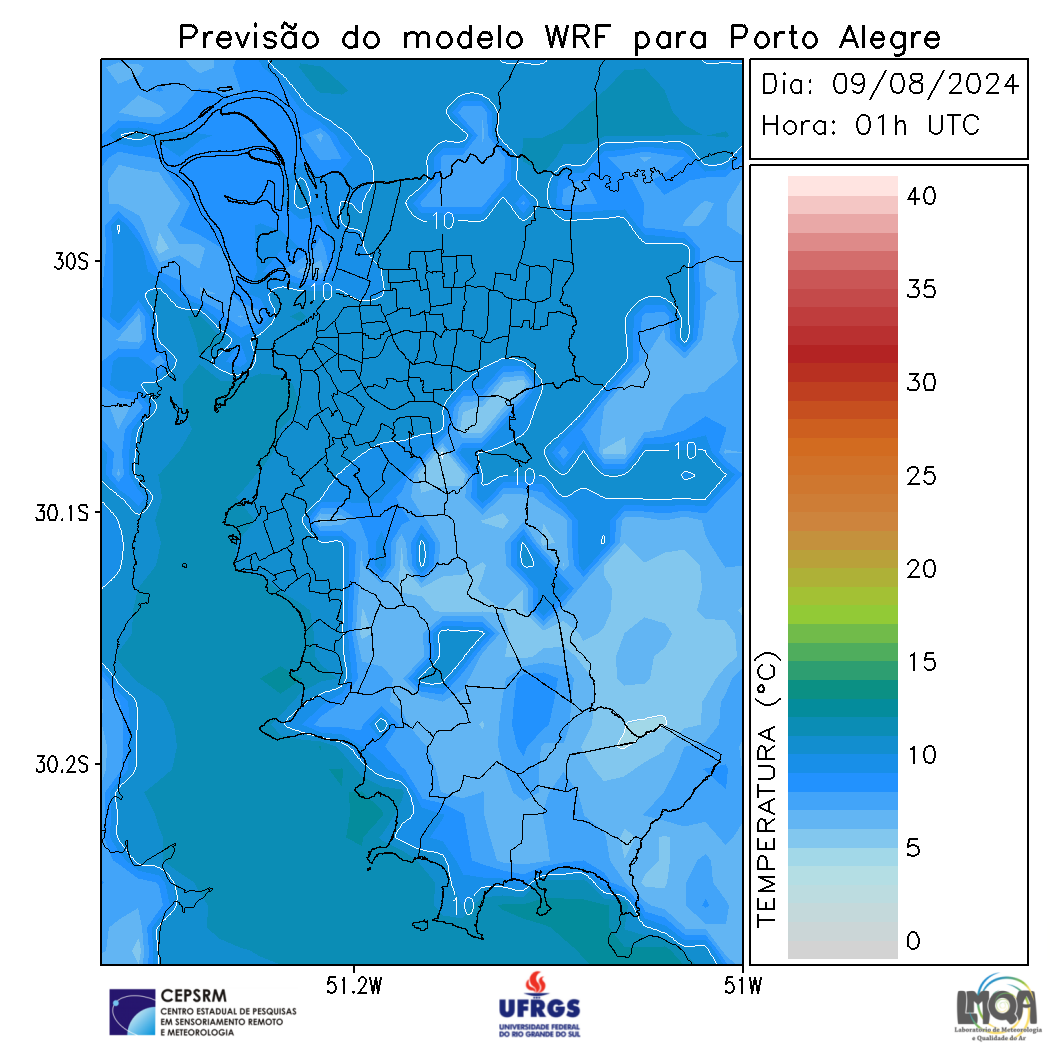 Previsão do modelo WRF para Porto Alegre
Dia: 09/08/2024
Hora: 01h UTC
40
35
30
25
20
15
10
5
0
TEMPERATURA (°C)
30S
30.1S
30.2S
51.2W
51W
10
10
10
10
10
CEPSRM
CENTRO ESTADUAL DE PESQUISAS
EM SENSORIAMENTO REMOTO
E METEOROLOGIA
UFRGS
UNIVERSIDADE FEDERAL
DO RIO GRANDE DO SUL
LMQA
Laboratório de Meteorologia
e Qualidade do Ar